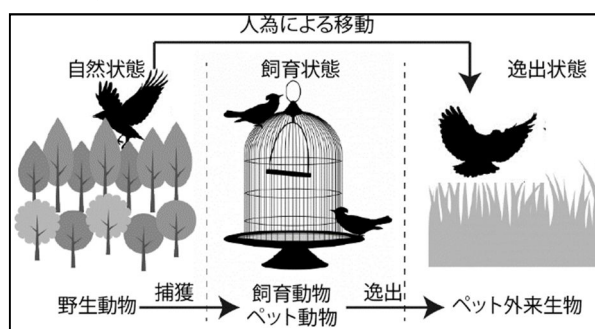 人為による移動
自然状態
飼育状態
逸出状態
野生動物
捕獲
飼育動物
ペット動物
逸出
ペット外来生物